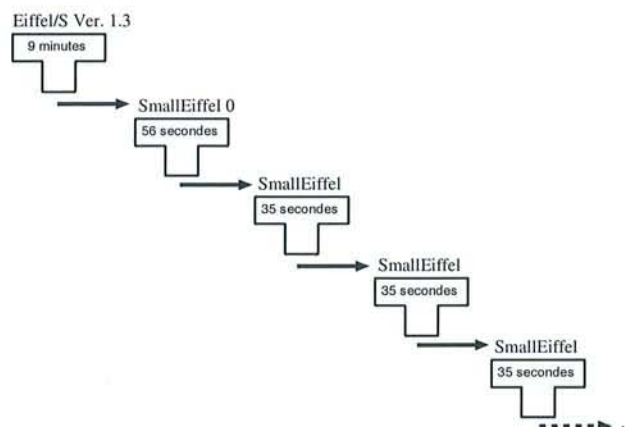 Eiffel/S Ver. 1.3
9 minutes
SmallEiffel 0
56 secondes
SmallEiffel
35 secondes
SmallEiffel
35 secondes
SmallEiffel
35 secondes